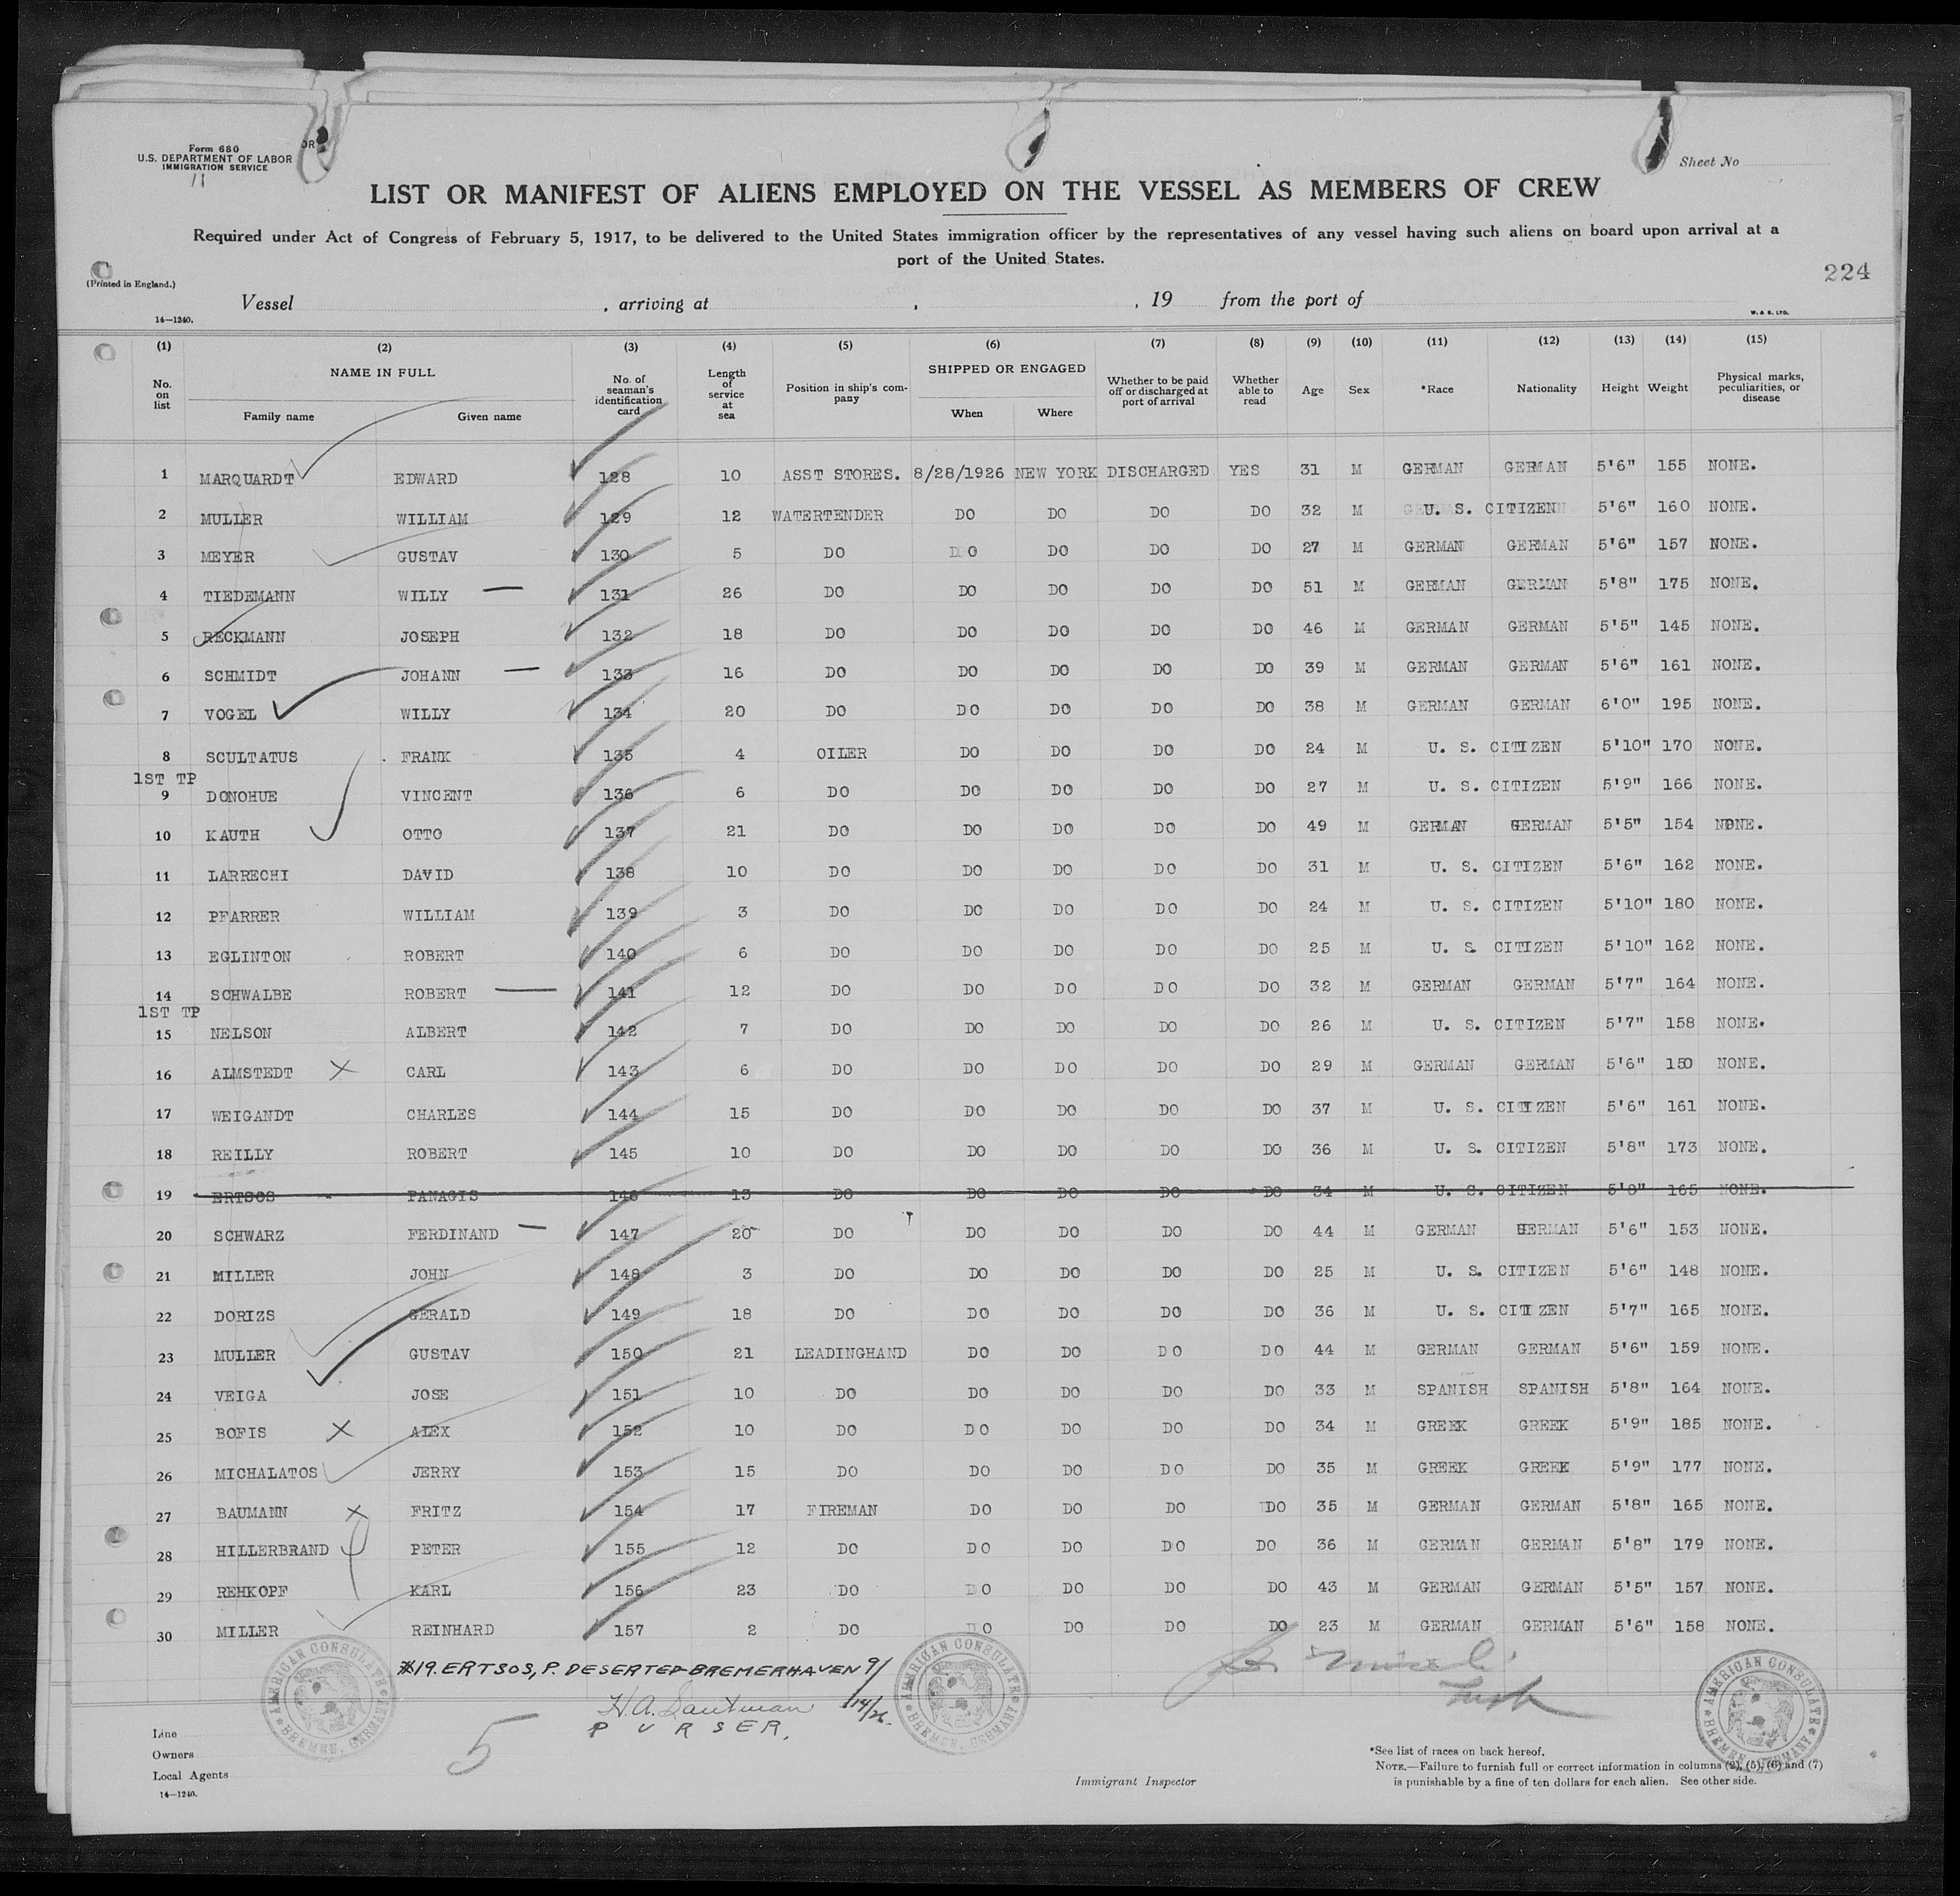 Form 680
U.S. DEPARTMENT OF LABOR
IMMIGRATION SERVICE
11
Sheet No
LIST OR MANIFEST OF ALIENS EMPLOYED ON THE VESSEL AS MEMBERS OF CREW
Required under Act of Congress of February 5, 1917, to be delivered to the United States immigration officer by the representatives of any vessel having such aliens on board upon arrival at a
port of the United States.
224
(Printed in England.)
Vessel , arriving at , , 19 from the port of
14—1240. W. & S. LTD.
(1) (2) (3) (4) (5) (6) (7) (8) (9) (10) (11) (12) (13) (14) (15)
No. on list NAME IN FULL Family name Given name No. of seaman's identification card Length of service at sea Position in ship's company SHIPPED OR ENGAGED When Where Whether to be paid off or discharged at port of arrival Whether able to read Age Sex *Race Nationality Height Weight Physical marks, peculiarities, or disease
1 MARQUARDT EDWARD 128 10 ASST STORES. 8/28/1926 NEW YORK DISCHARGED YES 31 M GERMAN GERMAN 5'6" 155 NONE.
2 MULLER WILLIAM 129 12 WATERTENDER DO DO DO DO 32 M U. S. CITIZEN 5'6" 160 NONE.
3 MEYER GUSTAV 130 5 DO DO DO DO DO 27 M GERMAN GERMAN 5'6" 157 NONE.
4 TIEDEMANN WILLY 131 26 DO DO DO DO DO 51 M GERMAN GERMAN 5'8" 175 NONE.
5 RECKMANN JOSEPH 132 18 DO DO DO DO DO 46 M GERMAN GERMAN 5'5" 145 NONE.
6 SCHMIDT JOHANN 133 16 DO DO DO DO DO 39 M GERMAN GERMAN 5'6" 161 NONE.
7 VOGEL WILLY 134 20 DO DO DO DO DO 38 M GERMAN GERMAN 6'0" 195 NONE.
8 SCULTATUS FRANK 135 4 OILER DO DO DO DO 24 M U. S. CITIZEN 5'10" 170 NONE.
1ST TP
9 DONOHUE VINCENT 136 6 DO DO DO DO DO 27 M U. S. CITIZEN 5'9" 166 NONE.
10 KAUTH OTTO 137 21 DO DO DO DO DO 49 M GERMAN GERMAN 5'5" 154 NONE.
11 LARRECHI DAVID 138 10 DO DO DO DO DO 31 M U. S. CITIZEN 5'6" 162 NONE.
12 PFARRER WILLIAM 139 3 DO DO DO DO DO 24 M U. S. CITIZEN 5'10" 180 NONE.
13 EGLINTON ROBERT 140 6 DO DO DO DO DO 25 M U. S. CITIZEN 5'10" 162 NONE.
14 SCHWALBE ROBERT 141 12 DO DO DO DO DO 32 M GERMAN GERMAN 5'7" 164 NONE.
1ST TP
15 NELSON ALBERT 142 7 DO DO DO DO DO 26 M U. S. CITIZEN 5'7" 158 NONE.
16 ALMSTEDT CARL 143 6 DO DO DO DO DO 29 M GERMAN GERMAN 5'6" 150 NONE.
17 WEIGANDT CHARLES 144 15 DO DO DO DO DO 37 M U. S. CITIZEN 5'6" 161 NONE.
18 REILLY ROBERT 145 10 DO DO DO DO DO 36 M U. S. CITIZEN 5'8" 173 NONE.
19 ERTSOS PANAGIS 146 13 DO DO DO DO DO 34 M U. S. CITIZEN 5'8" 165 NONE.
20 SCHWARZ FERDINAND 147 20 DO DO DO DO DO 44 M GERMAN GERMAN 5'6" 153 NONE.
21 MILLER JOHN 148 3 DO DO DO DO DO 25 M U. S. CITIZEN 5'6" 148 NONE.
22 DORIZS GERALD 149 18 DO DO DO DO DO 36 M U. S. CITIZEN 5'7" 165 NONE.
23 MULLER GUSTAV 150 21 LEADINGHAND DO DO DO DO 44 M GERMAN GERMAN 5'6" 159 NONE.
24 VEIGA JOSE 151 10 DO DO DO DO DO 33 M SPANISH SPANISH 5'8" 164 NONE.
25 BOFIS ALEX 152 10 DO DO DO DO DO 34 M GREEK GREEK 5'9" 185 NONE.
26 MICHALATOS JERRY 153 15 DO DO DO DO DO 35 M GREEK GREEK 5'9" 177 NONE.
27 BAUMANN FRITZ 154 17 FIREMAN DO DO DO DO 35 M GERMAN GERMAN 5'8" 165 NONE.
28 HILLERBRAND PETER 155 12 DO DO DO DO DO 36 M GERMAN GERMAN 5'8" 179 NONE.
29 REHKOPF KARL 156 23 DO DO DO DO DO 43 M GERMAN GERMAN 5'5" 157 NONE.
30 MILLER REINHARD 157 2 DO DO DO DO DO 23 M GERMAN GERMAN 5'6" 158 NONE.
#19. ERTSOS, P. DESERTED BREMERHAVEN 9/14/26.
H.A. Lautman
PURSER,
5
AMERICAN CONSULATE BREMEN, GERMANY
AMERICAN CONSULATE BREMEN, GERMANY
AMERICAN CONSULATE BREMEN, GERMANY
Line
Owners
Local Agents
14—1240.
Immigrant Inspector
*See list of races on back hereof.
NOTE.—Failure to furnish full or correct information in columns (2), (5), (6) and (7)
is punishable by a fine of ten dollars for each alien. See other side.